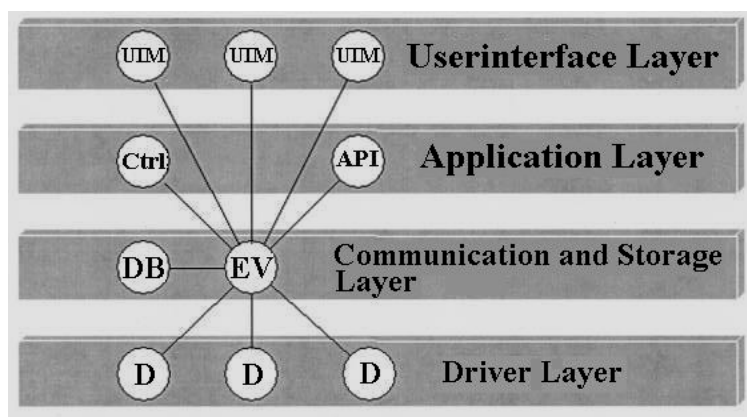 UIM UIM UIM Userinterface Layer
Ctrl API Application Layer
DB EV Communication and Storage
Layer
D D D Driver Layer